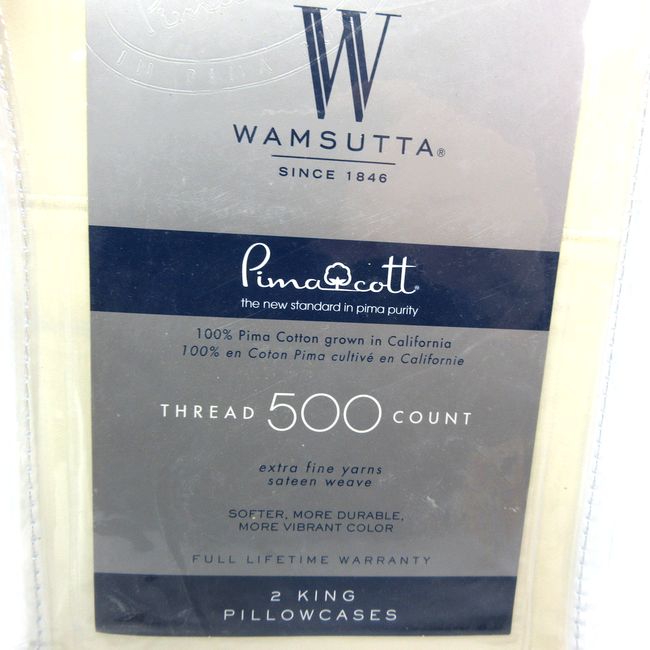 W
WAMSUTTA®
SINCE 1846
Pimacott®
the new standard in pima purity
100% Pima Cotton grown in California
100% en Coton Pima cultivé en Californie
THREAD 500 COUNT
extra fine yarns
sateen weave
SOFTER, MORE DURABLE,
MORE VIBRANT COLOR
FULL LIFETIME WARRANTY
2 KING
PILLOWCASES